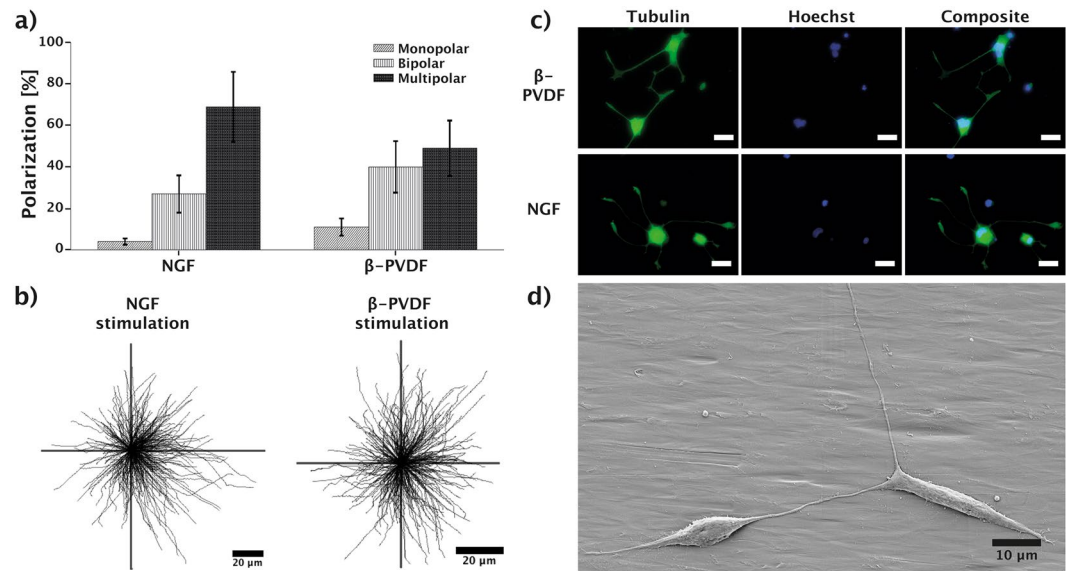 a)
Polarization [%]
100
80
60
40
20
0
Monopolar
Bipolar
Multipolar
NGF
β-PVDF
b)
NGF
stimulation
β-PVDF
stimulation
20 μm
20 μm
c)
Tubulin
Hoechst
Composite
β-
PVDF
NGF
d)
10 μm